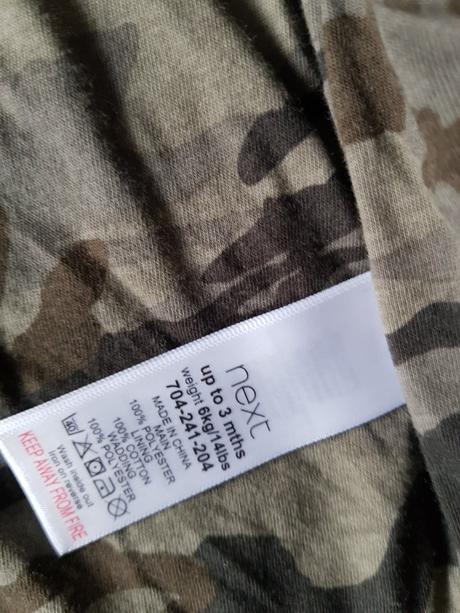 next
up to 3 mths
weight 6kg/14lbs
704-241-204
MADE IN CHINA
MAIN
100% POLYESTER
LINING
100% COTTON
WADDING
100% POLYESTER
40
Wash inside out
Iron on reverse
KEEP AWAY FROM FIRE